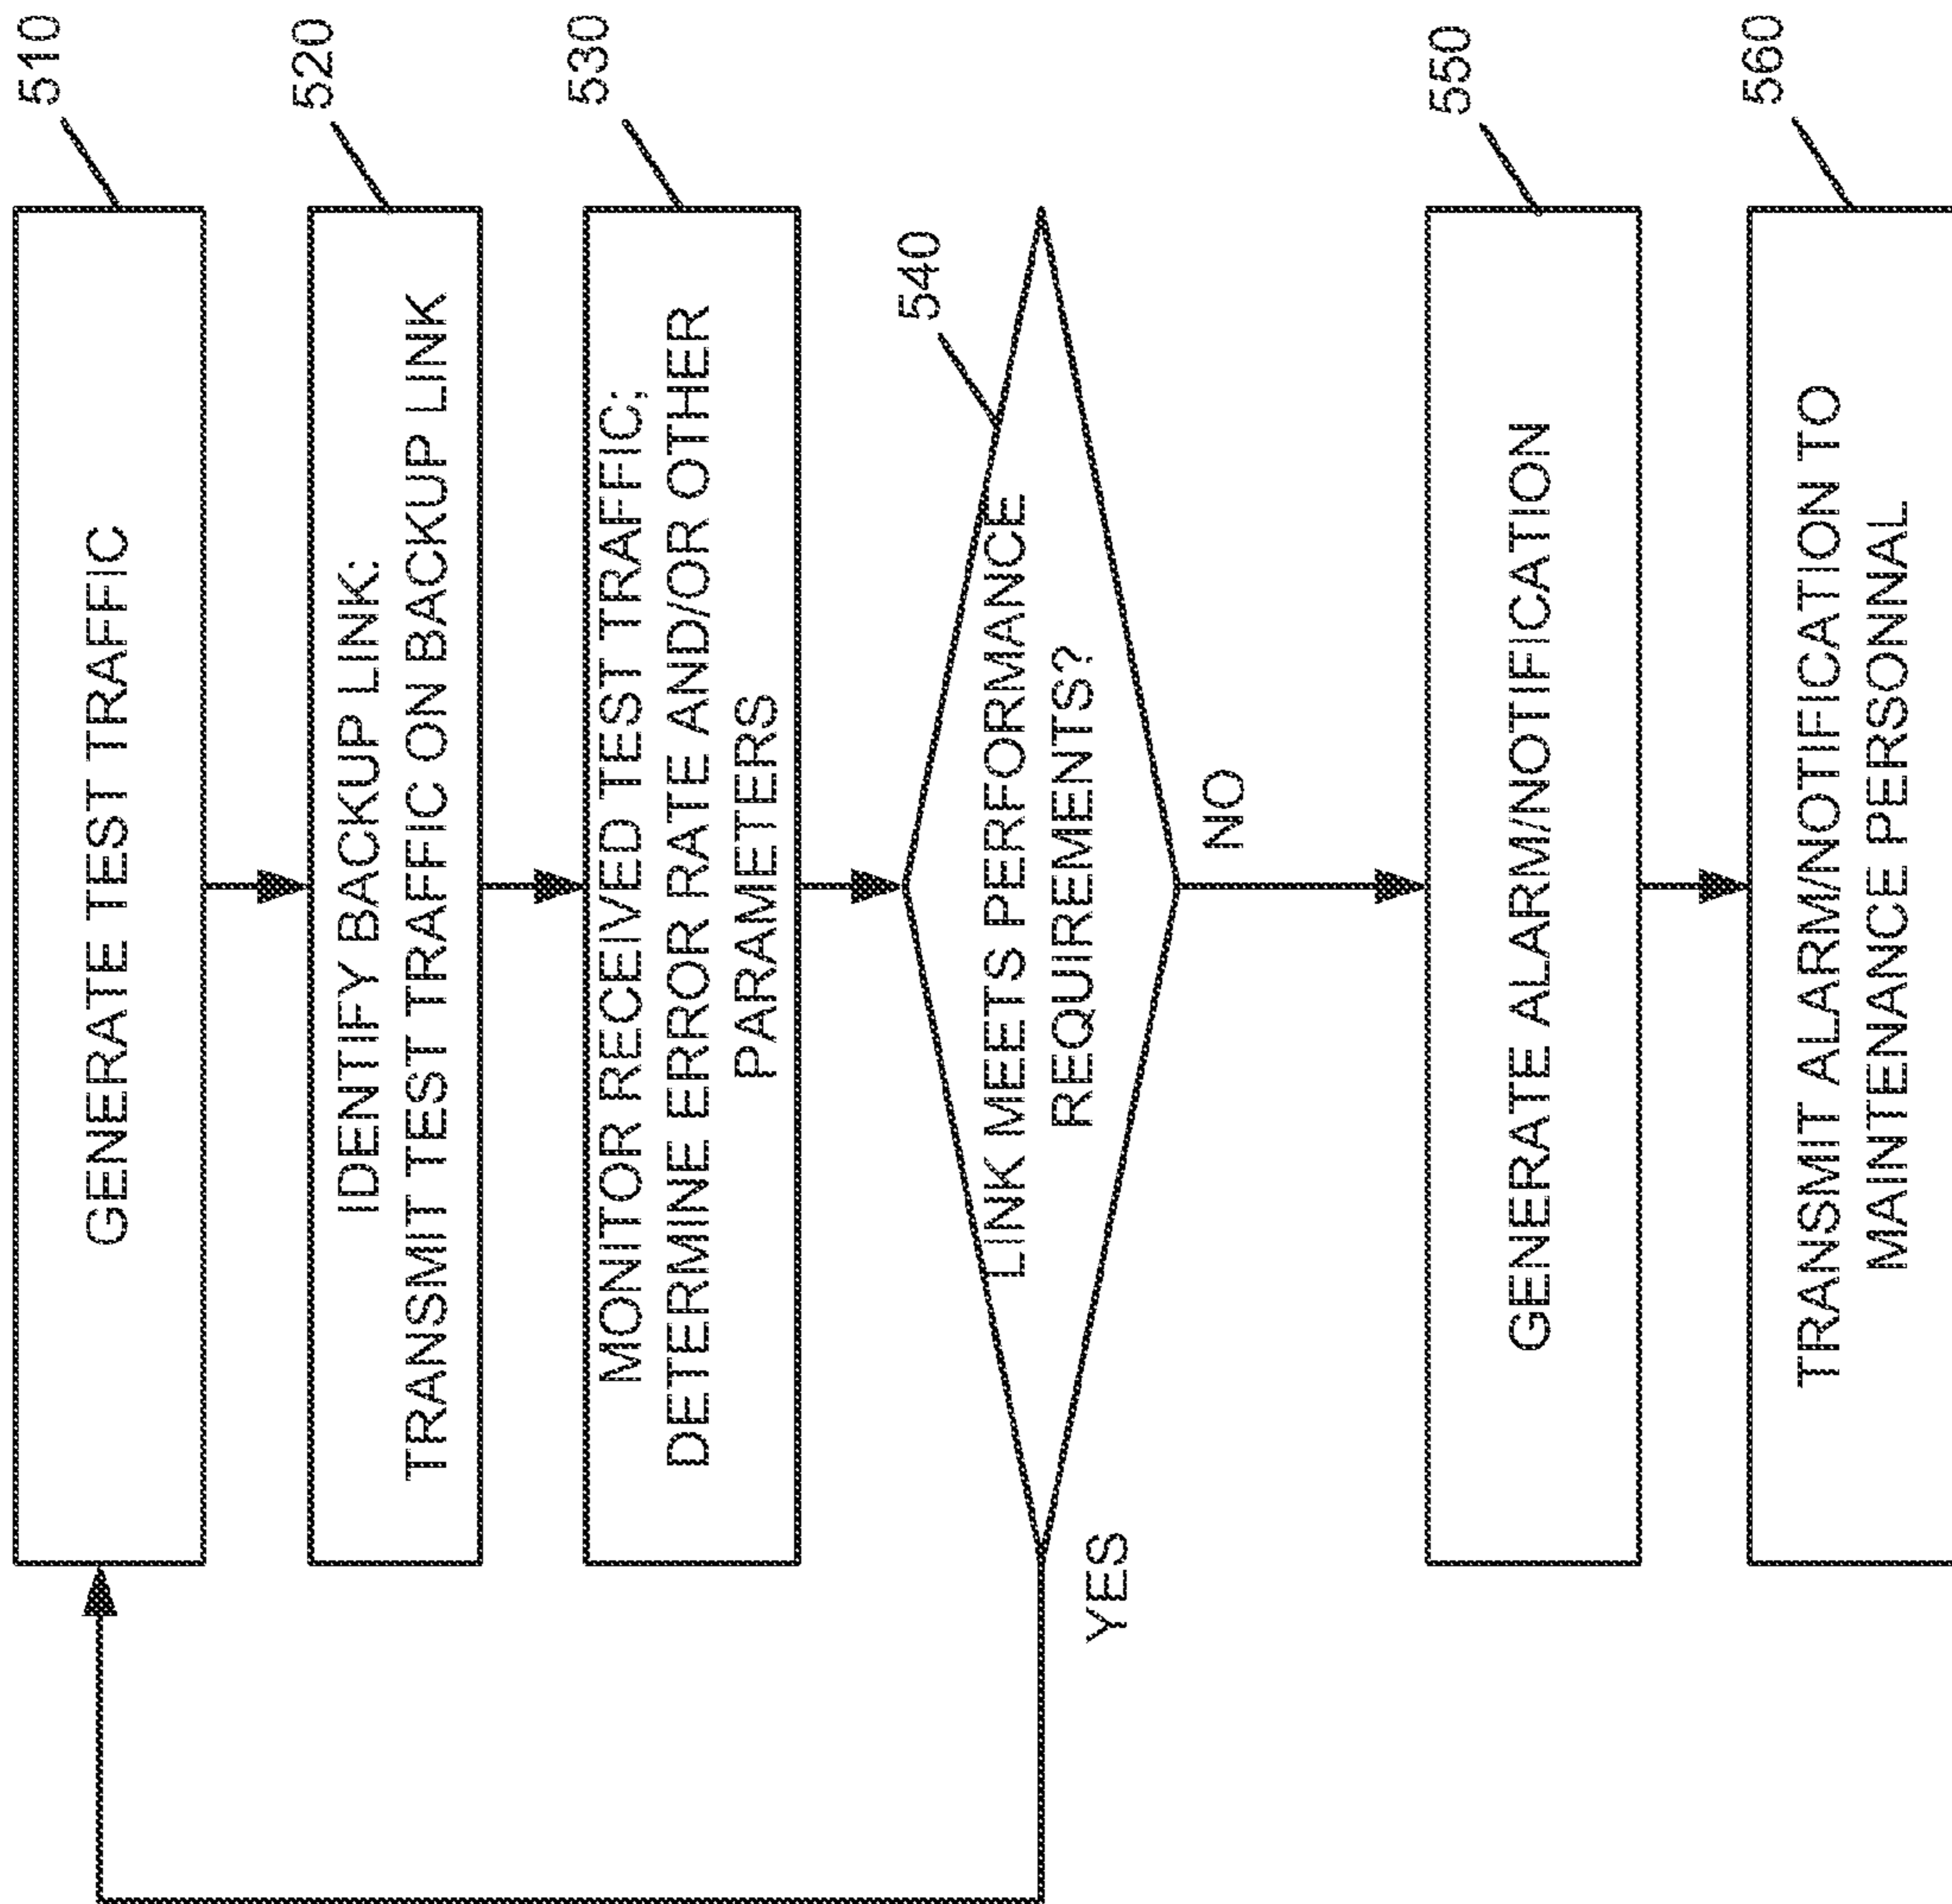 510
GENERATE TEST TRAFFIC
520
IDENTIFY BACKUP LINK;
TRANSMIT TEST TRAFFIC ON BACKUP LINK
530
MONITOR RECEIVED TEST TRAFFIC;
DETERMINE ERROR RATE AND/OR OTHER
PARAMETERS
540
LINK MEETS PERFORMANCE
REQUIREMENTS?
YES
NO
550
GENERATE ALARM/NOTIFICATION
560
TRANSMIT ALARM/NOTIFICATION TO
MAINTENANCE PERSONNAL